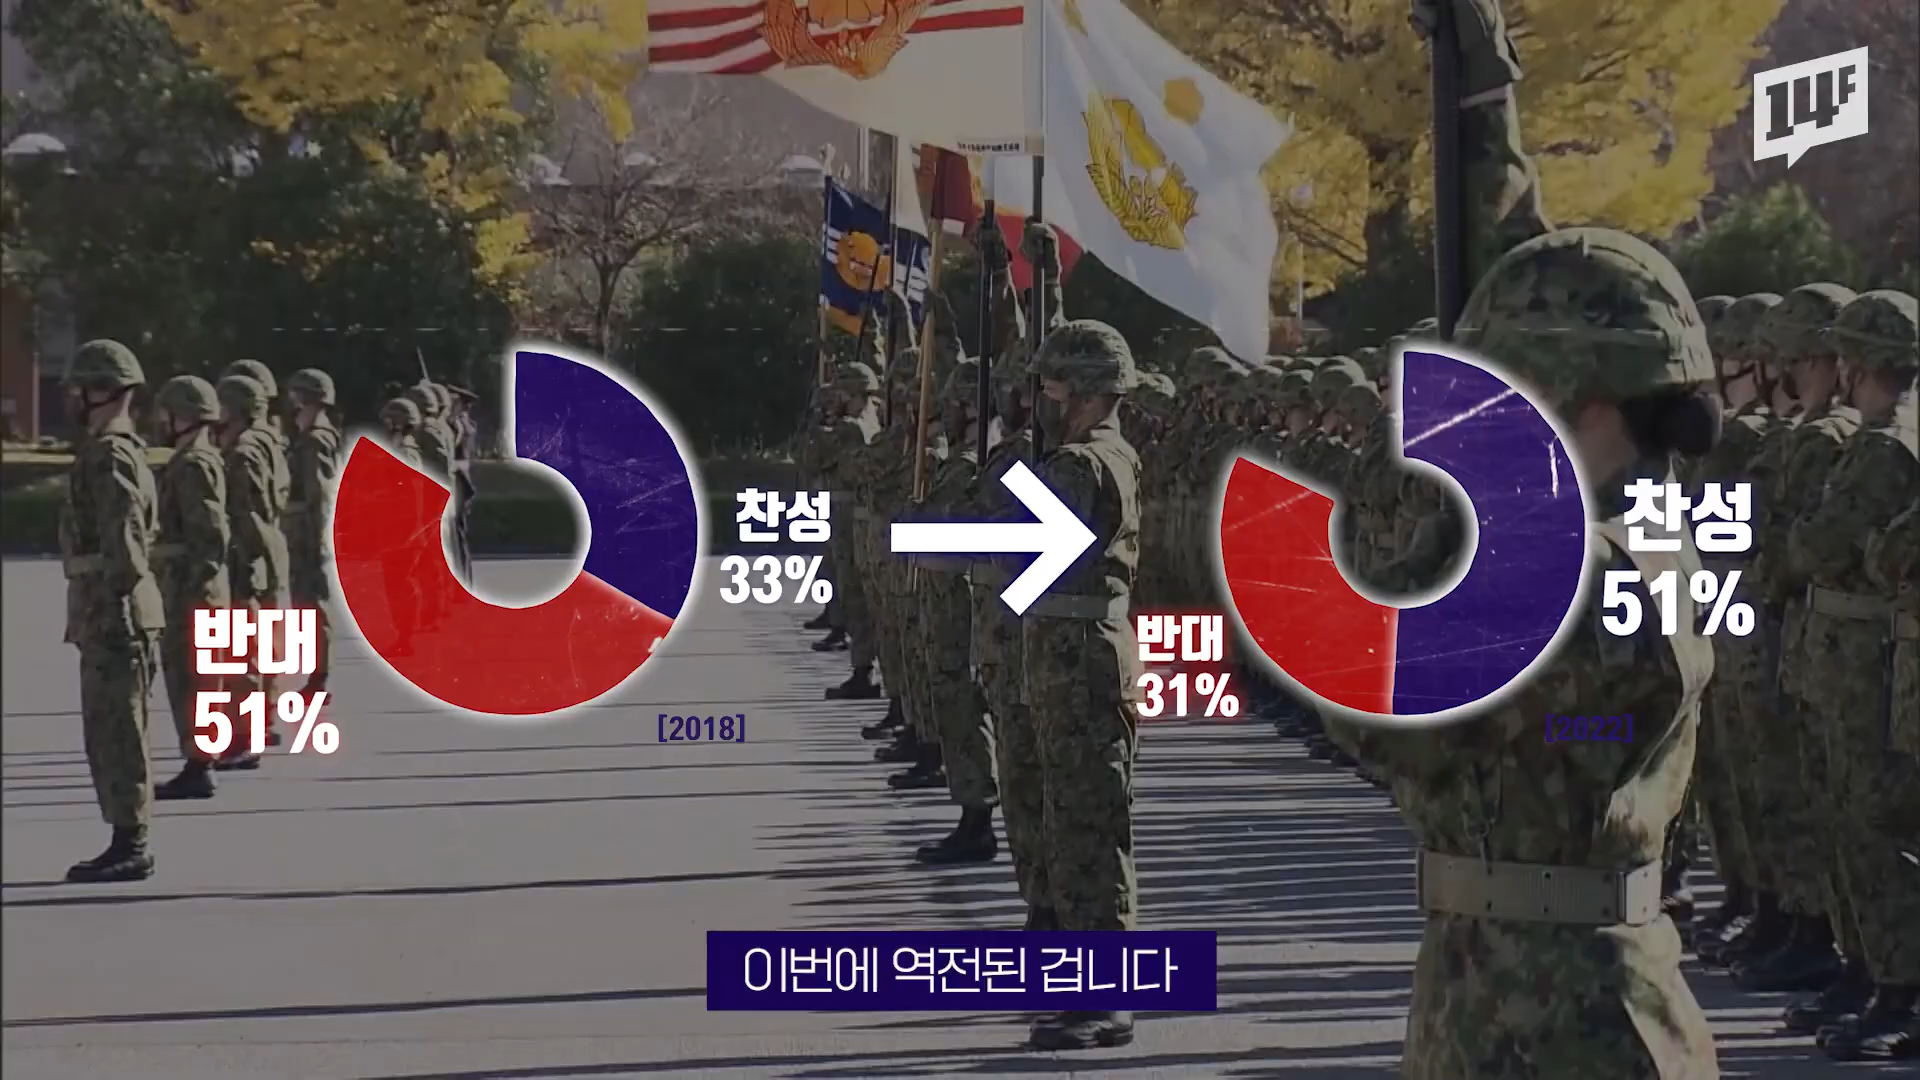 14F
찬성
33%
반대
51%
[2018]
찬성
51%
반대
31%
[2022]
이번에 역전된 겁니다